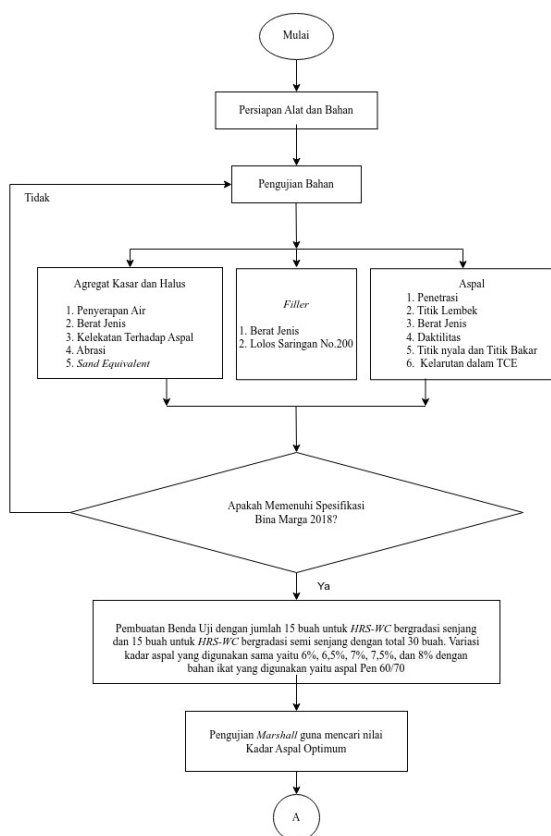 Mulai
Persiapan Alat dan Bahan
Pengujian Bahan
Tidak
Agregat Kasar dan Halus
1. Penyerapan Air
2. Berat Jenis
3. Kelekatan Terhadap Aspal
4. Abrasi
5. Sand Equivalent
Filler
1. Berat Jenis
2. Lolos Saringan No.200
Aspal
1. Penetrasi
2. Titik Lembek
3. Berat Jenis
4. Daktilitas
5. Titik nyala dan Titik Bakar
6. Kelarutan dalam TCE
Apakah Memenuhi Spesifikasi
Bina Marga 2018?
Ya
Pembuatan Benda Uji dengan jumlah 15 buah untuk HRS-WC bergradasi senjang
dan 15 buah untuk HRS-WC bergradasi semi senjang dengan total 30 buah. Variasi
kadar aspal yang digunakan sama yaitu 6%, 6,5%, 7%, 7,5%, dan 8% dengan
bahan ikat yang digunakan yaitu aspal Pen 60/70
Pengujian Marshall guna mencari nilai
Kadar Aspal Optimum
A